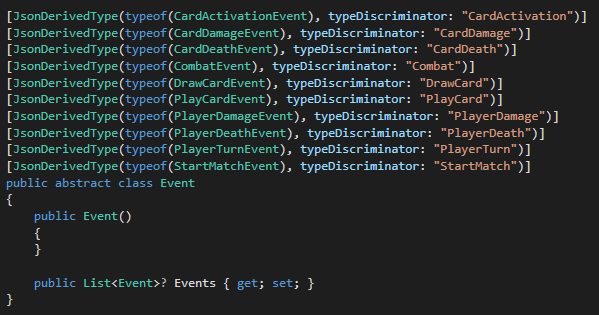 [JsonDerivedType(typeof(CardActivationEvent), typeDiscriminator: "CardActivation")]
[JsonDerivedType(typeof(CardDamageEvent), typeDiscriminator: "CardDamage")]
[JsonDerivedType(typeof(CardDeathEvent), typeDiscriminator: "CardDeath")]
[JsonDerivedType(typeof(CombatEvent), typeDiscriminator: "Combat")]
[JsonDerivedType(typeof(DrawCardEvent), typeDiscriminator: "DrawCard")]
[JsonDerivedType(typeof(PlayCardEvent), typeDiscriminator: "PlayCard")]
[JsonDerivedType(typeof(PlayerDamageEvent), typeDiscriminator: "PlayerDamage")]
[JsonDerivedType(typeof(PlayerDeathEvent), typeDiscriminator: "PlayerDeath")]
[JsonDerivedType(typeof(PlayerTurnEvent), typeDiscriminator: "PlayerTurn")]
[JsonDerivedType(typeof(StartMatchEvent), typeDiscriminator: "StartMatch")]
public abstract class Event
{
    public Event()
    {
    }

    public List<Event>? Events { get; set; }
}